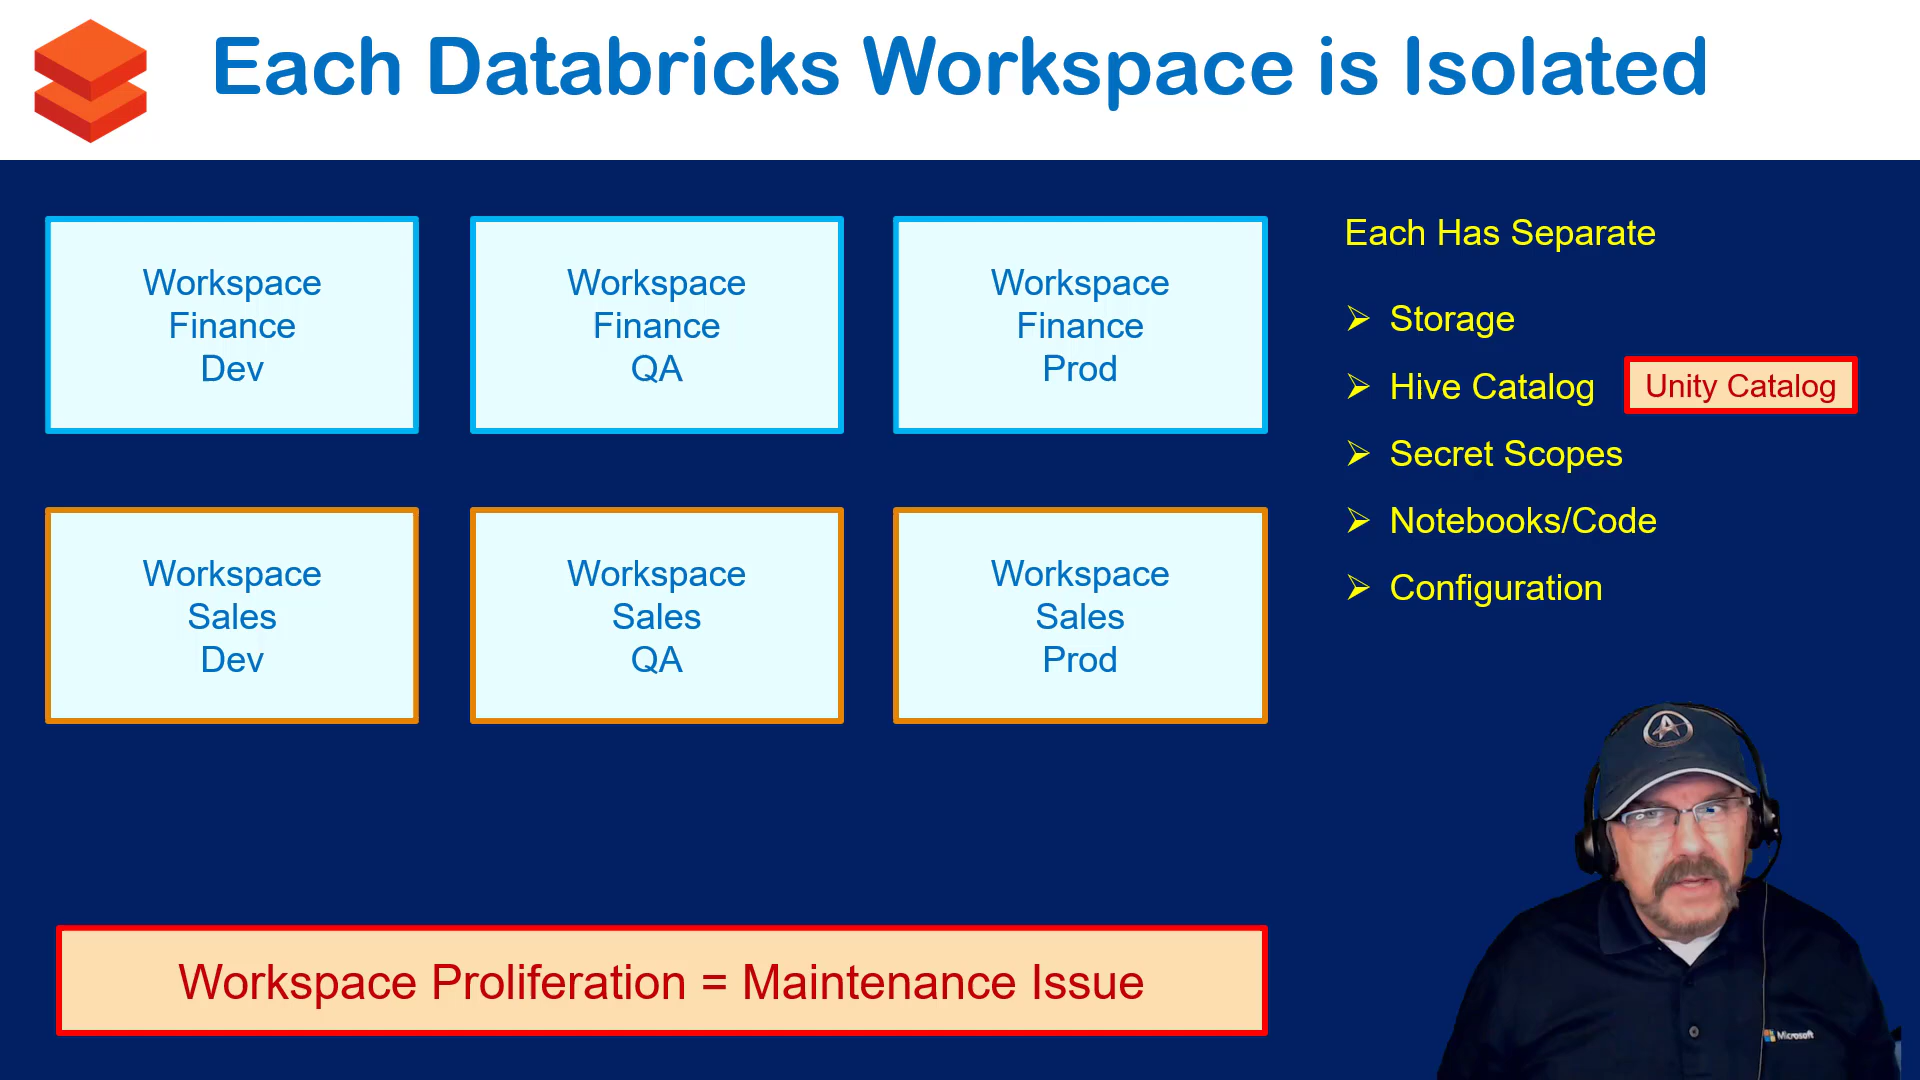 Each Databricks Workspace is Isolated
Workspace
Finance
Dev
Workspace
Finance
QA
Workspace
Finance
Prod
Workspace
Sales
Dev
Workspace
Sales
QA
Workspace
Sales
Prod
Each Has Separate
Storage
Hive Catalog
Unity Catalog
Secret Scopes
Notebooks/Code
Configuration
Workspace Proliferation = Maintenance Issue
Microsoft